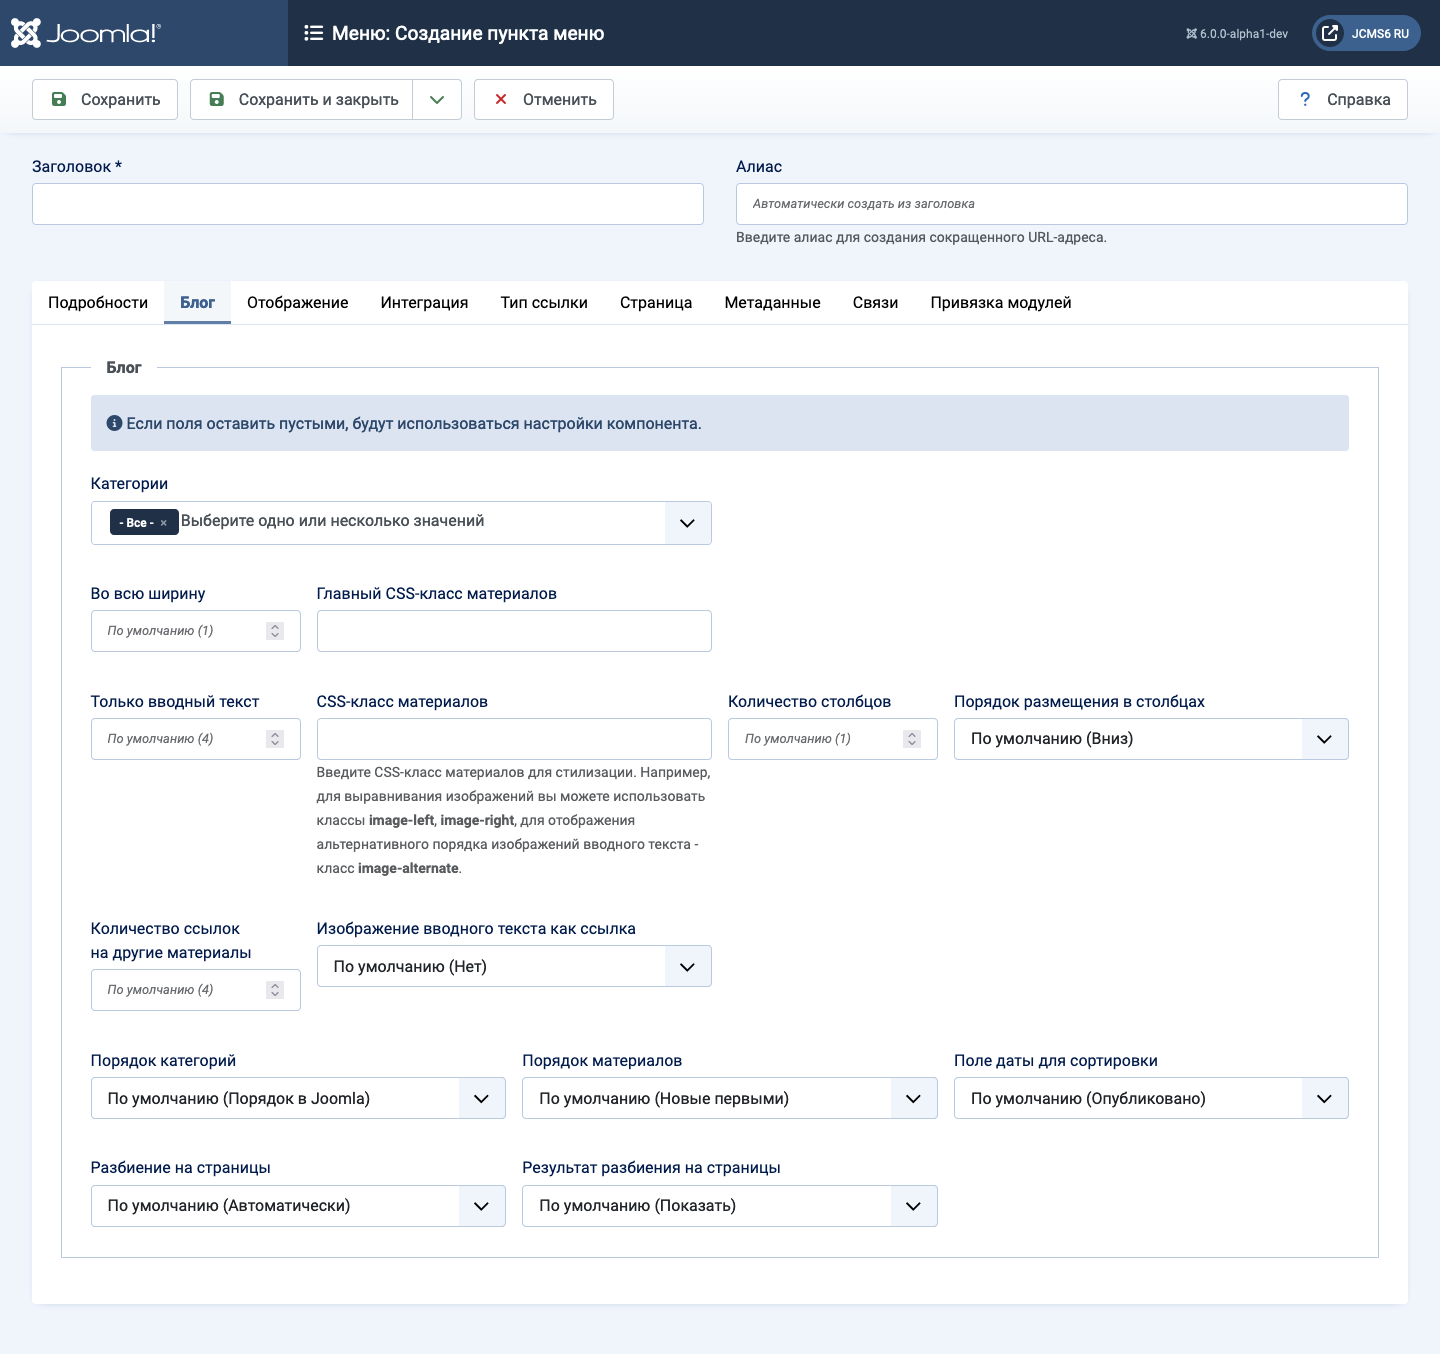 Joomla!®
Меню: Создание пункта меню
6.0.0-alpha1-dev
JCMS6 RU
Сохранить
Сохранить и закрыть
Отменить
? Справка
Заголовок *
Алиас
Автоматически создать из заголовка
Введите алиас для создания сокращенного URL-адреса.
Подробности Блог Отображение Интеграция Тип ссылки Страница Метаданные Связи Привязка модулей
Блог
Если поля оставить пустыми, будут использоваться настройки компонента.
Категории
- Все - × Выберите одно или несколько значений
Во всю ширину
Главный CSS-класс материалов
По умолчанию (1)
Только вводный текст
CSS-класс материалов
Количество столбцов
Порядок размещения в столбцах
По умолчанию (4)
По умолчанию (1)
По умолчанию (Вниз)
Введите CSS-класс материалов для стилизации. Например,
для выравнивания изображений вы можете использовать
классы image-left, image-right, для отображения
альтернативного порядка изображений вводного текста -
класс image-alternate.
Количество ссылок
на другие материалы
Изображение вводного текста как ссылка
По умолчанию (4)
По умолчанию (Нет)
Порядок категорий
Порядок материалов
Поле даты для сортировки
По умолчанию (Порядок в Joomla)
По умолчанию (Новые первыми)
По умолчанию (Опубликовано)
Разбиение на страницы
Результат разбиения на страницы
По умолчанию (Автоматически)
По умолчанию (Показать)